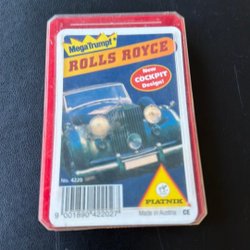 MegaTrumpf
ROLLS ROYCE
New
COCKPIT
Design!
No. 4220
9 001890 422027
PIATNIK
Made in Austria CE